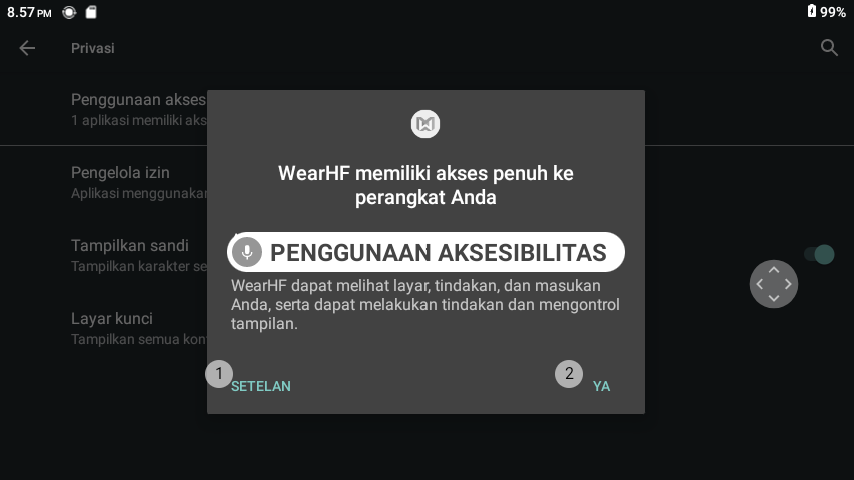 8.57 PM
99%
Privasi
Penggunaan akses
1 aplikasi memiliki aks
Pengelola izin
Aplikasi menggunakan
Tampilkan sandi
Tampilkan karakter se
Layar kunci
Tampilkan semua kon
WearHF memiliki akses penuh ke
perangkat Anda
PENGGUNAAN AKSESIBILITAS
WearHF dapat melihat layar, tindakan, dan masukan
Anda, serta dapat melakukan tindakan dan mengontrol
tampilan.
1
SETELAN
2
YA